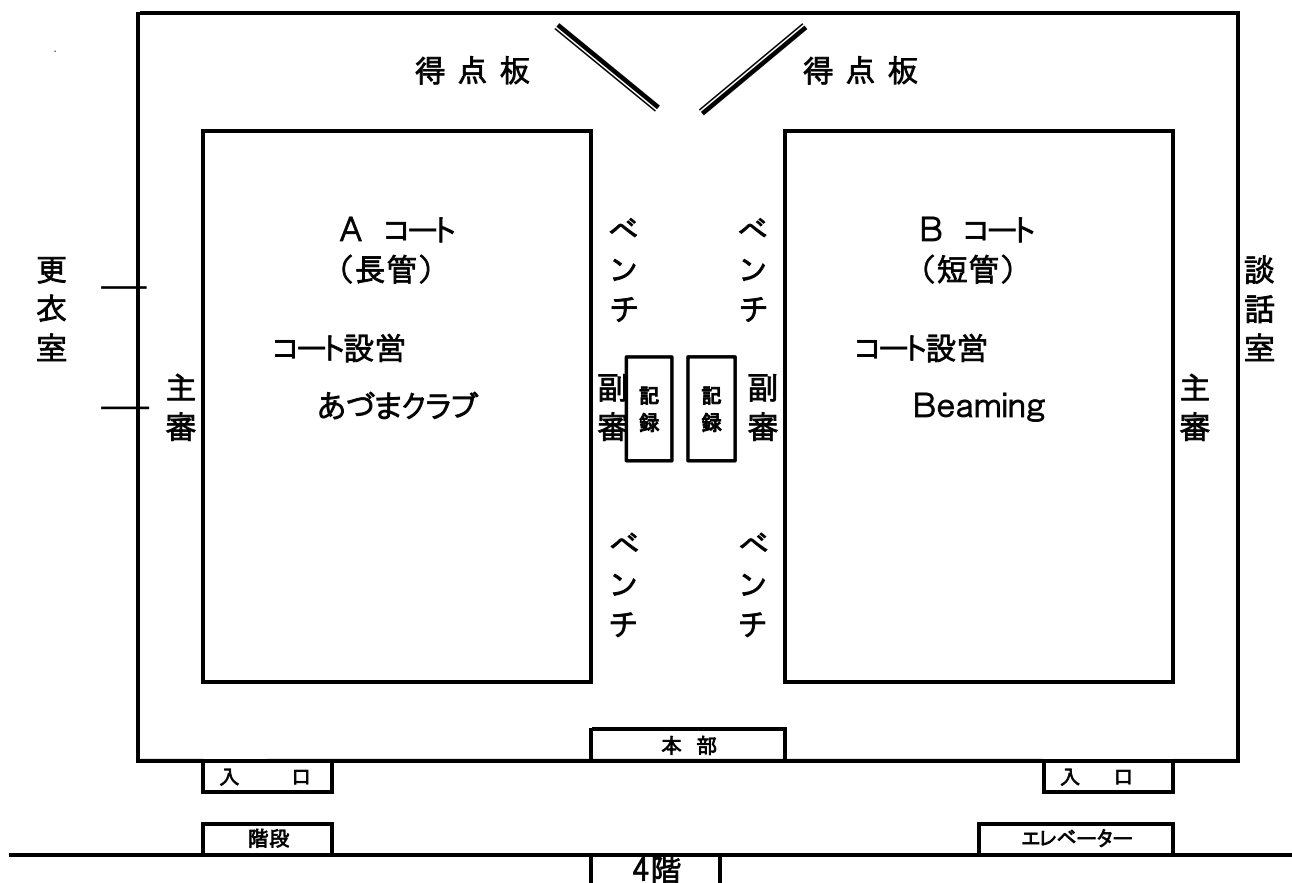 得 点 板
得 点 板
A コート
（長管）
コート設営
あづまクラブ
B コート
（短管）
コート設営
Beaming
更衣室
談話室
主審
ベンチ
ベンチ
副審
記録
記録
副審
主審
ベンチ
ベンチ
本 部
入 口
入 口
階段
エレベーター
4階